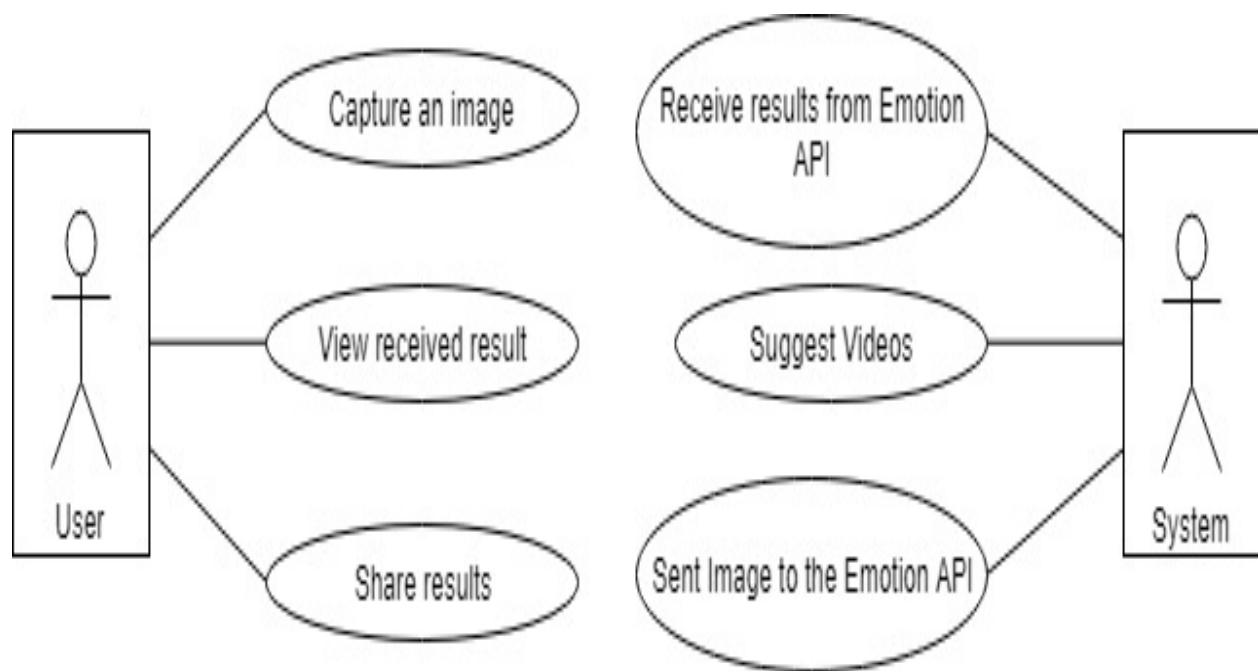 Capture an image
Receive results from Emotion
API
View received result
Suggest Videos
User
System
Share results
Sent Image to the Emotion API